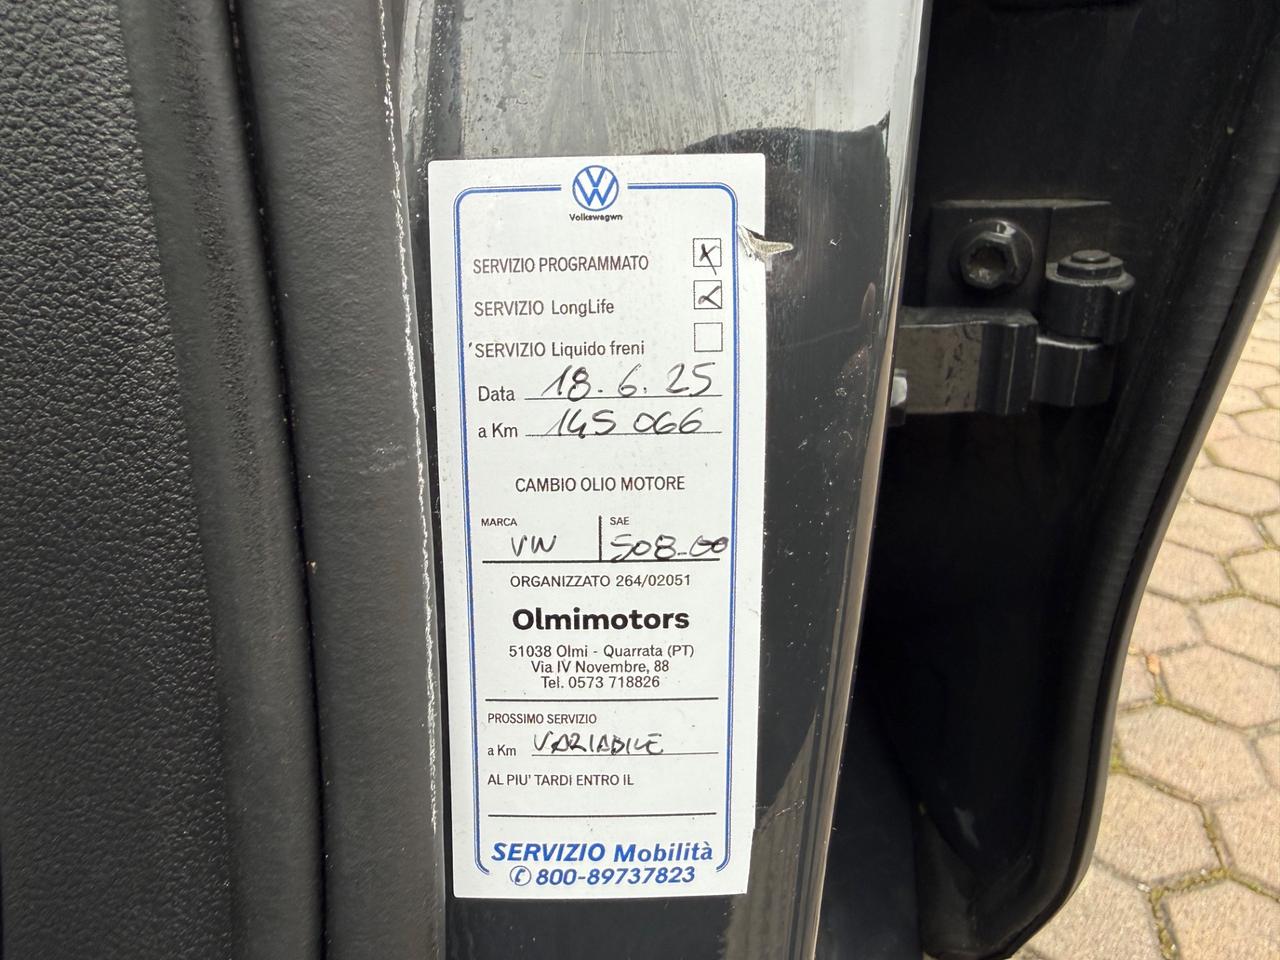 Volkswagwn
SERVIZIO PROGRAMMATO X
SERVIZIO LongLife X
SERVIZIO Liquido freni
Data 18.6.25
a Km 145 066
CAMBIO OLIO MOTORE
MARCA SAE
VW 508-00
ORGANIZZATO 264/02051
Olmimotors
51038 Olmi - Quarrata (PT)
Via IV Novembre, 88
Tel. 0573 718826
PROSSIMO SERVIZIO
a Km VARIABILE
AL PIU' TARDI ENTRO IL
SERVIZIO Mobilità
800-89737823